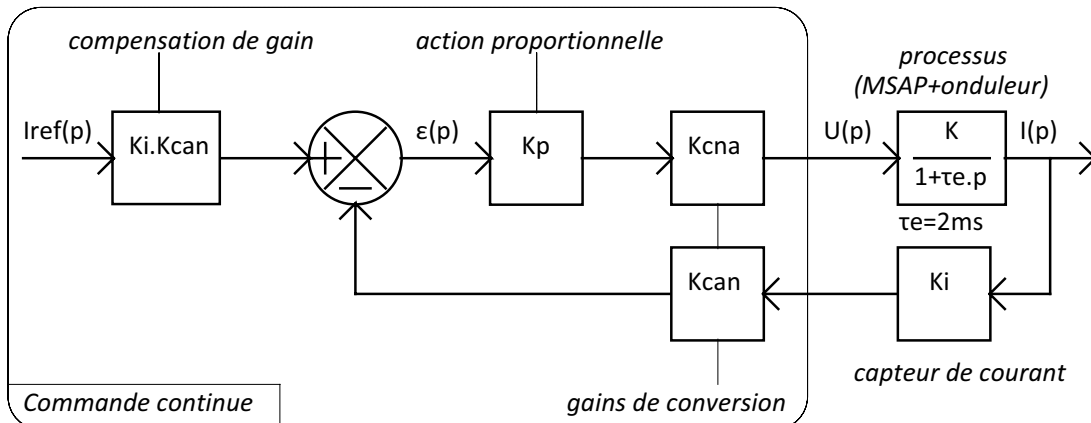 compensation de gain
action proportionnelle
processus
(MSAP+onduleur)
Iref(p)
Ki.Kcan
+
−
ε(p)
Kp
Kcna
U(p)
K
1+τe.p
I(p)
τe=2ms
Kcan
Ki
capteur de courant
Commande continue
gains de conversion